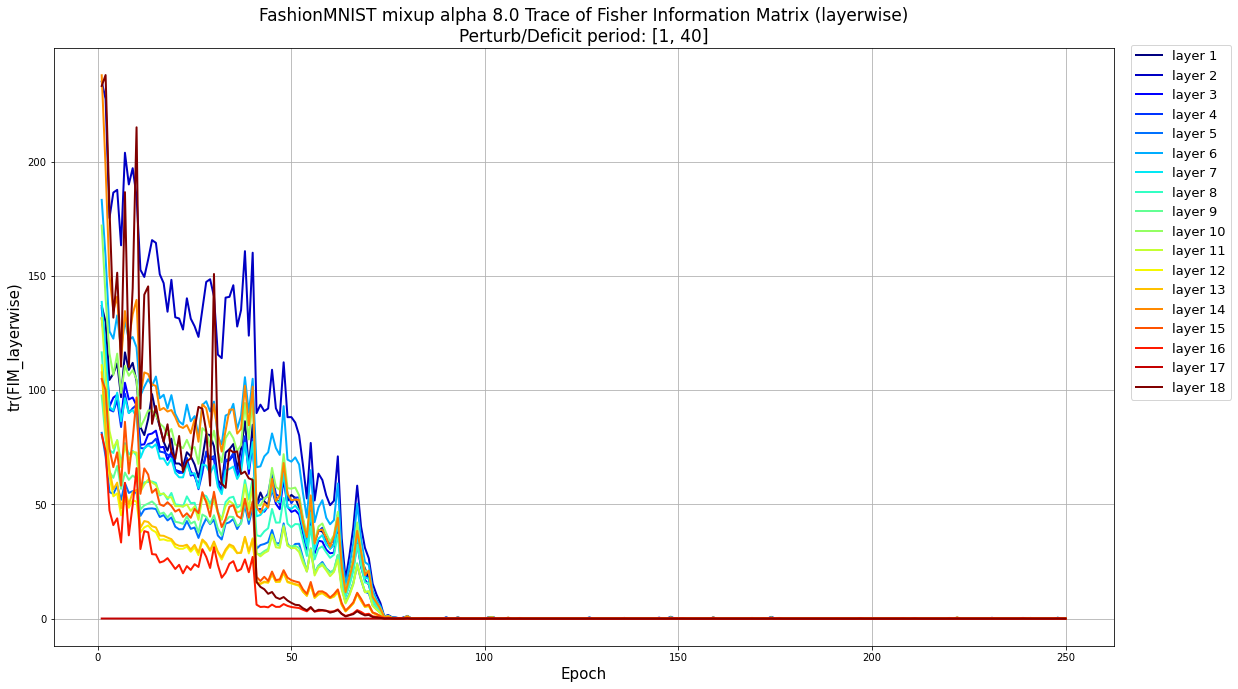 FashionMNIST mixup alpha 8.0 Trace of Fisher Information Matrix (layerwise)
Perturb/Deficit period: [1, 40]
tr(FIM_layerwise)
200
150
100
50
0
0
50
100
150
200
250
Epoch
layer 1
layer 2
layer 3
layer 4
layer 5
layer 6
layer 7
layer 8
layer 9
layer 10
layer 11
layer 12
layer 13
layer 14
layer 15
layer 16
layer 17
layer 18